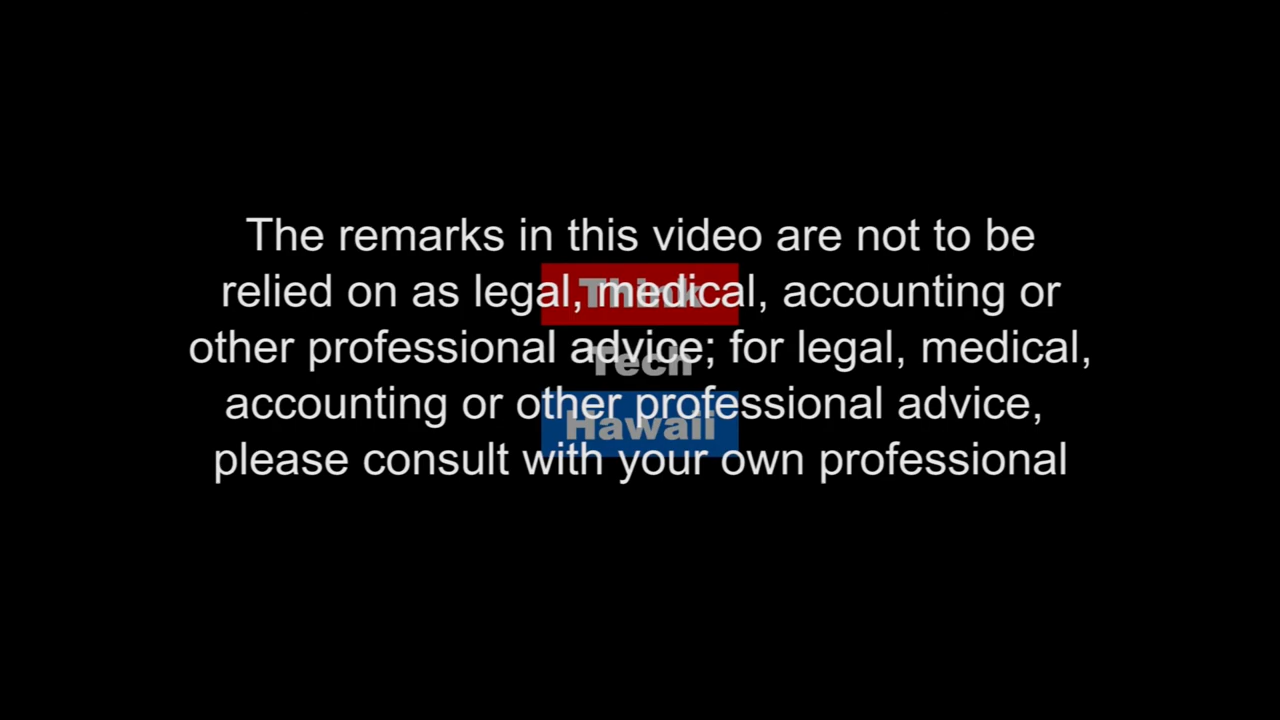 The remarks in this video are not to be
relied on as legal, medical, accounting or
other professional advice; for legal, medical,
accounting or other professional advice,
please consult with your own professional
Think
Tech
Hawaii